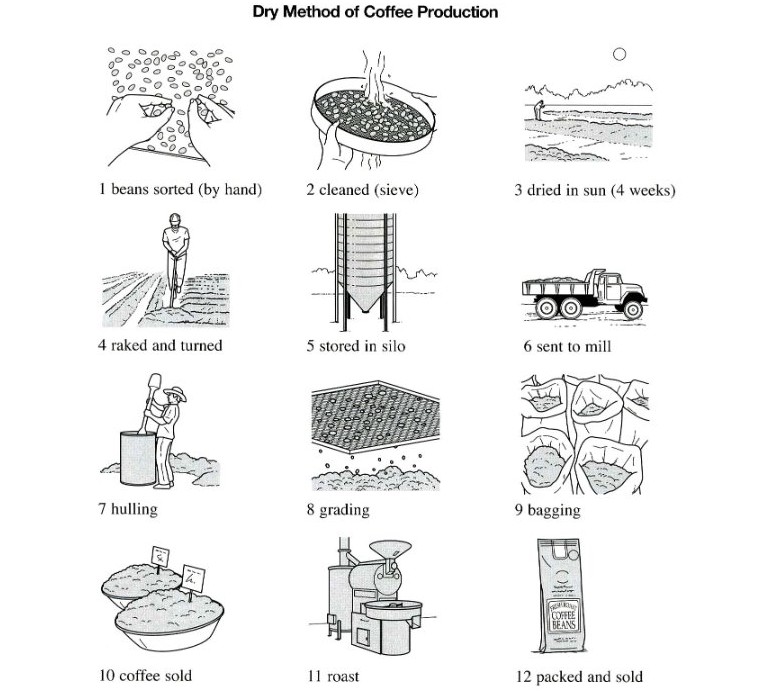 Dry Method of Coffee Production
1 beans sorted (by hand)
2 cleaned (sieve)
3 dried in sun (4 weeks)
4 raked and turned
5 stored in silo
6 sent to mill
7 hulling
8 grading
9 bagging
10 coffee sold
11 roast
COFFEE
BEANS
12 packed and sold